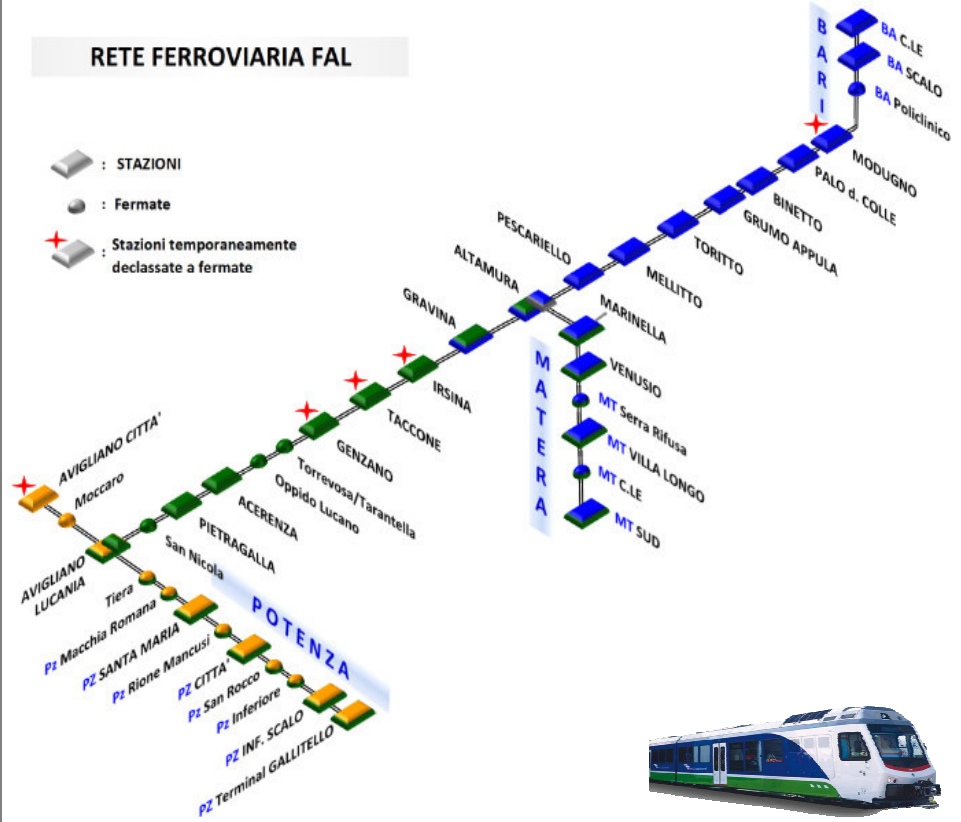 RETE FERROVIARIA FAL
: STAZIONI
: Fermate
: Stazioni temporaneamente
declassate a fermate
BARI
BA C.LE
BA SCALO
BA Policlinico
MODUGNO
PALO d. COLLE
BINETTO
GRUMO APPULA
TORITTO
MELLITTO
PESCARIELLO
ALTAMURA
MARINELLA
VENUSIO
MT Serra Rifusa
MT VILLA LONGO
MT C.LE
MT SUD
MATERA
GRAVINA
IRSINA
TACCONE
GENZANO
Torrevosa/Tarantella
Oppido Lucano
ACERENZA
PIETRAGALLA
San Nicola
AVIGLIANO CITTA'
Moccaro
AVIGLIANO
LUCANIA
POTENZA
Tiera
Pz Macchia Romana
PZ SANTA MARIA
Pz Rione Mancusi
PZ CITTA'
Pz San Rocco
Pz Inferiore
PZ INF. SCALO
PZ Terminal GALLITELLO